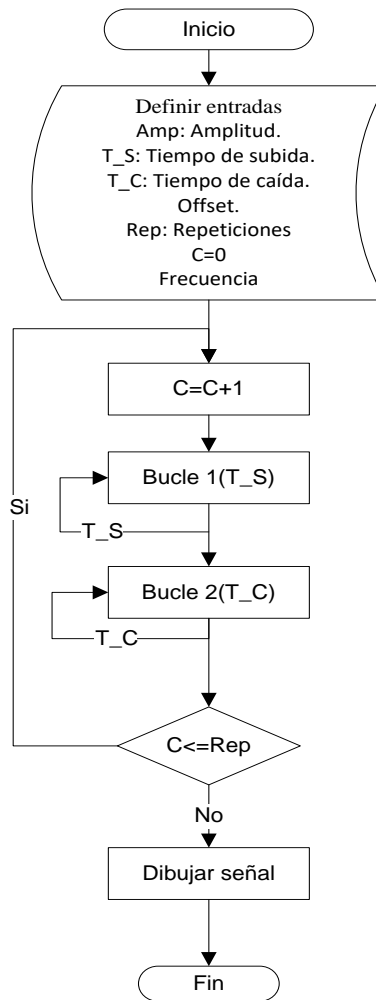 Inicio
Definir entradas
Amp: Amplitud.
T_S: Tiempo de subida.
T_C: Tiempo de caída.
Offset.
Rep: Repeticiones
C=0
Frecuencia
C=C+1
Bucle 1(T_S)
Si
T_S
Bucle 2(T_C)
T_C
C<=Rep
No
Dibujar señal
Fin